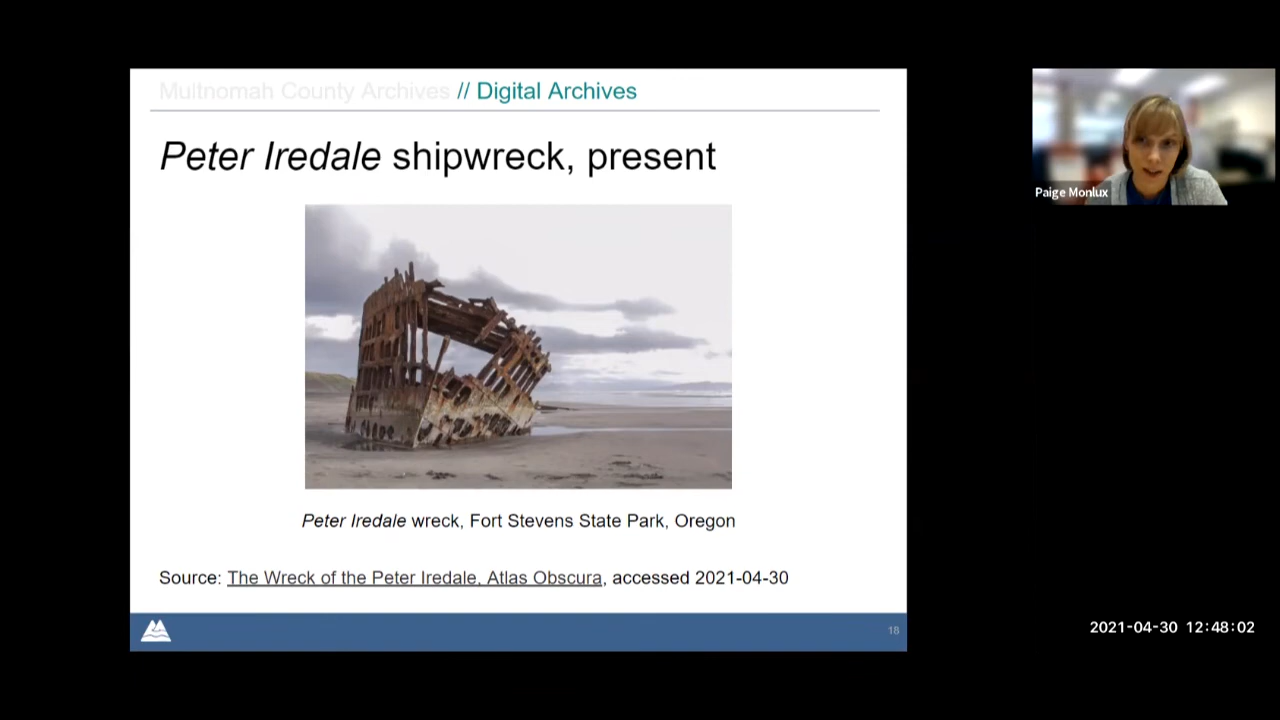 Multnomah County Archives // Digital Archives
Peter Iredale shipwreck, present
Paige Monlux
Peter Iredale wreck, Fort Stevens State Park, Oregon
Source: The Wreck of the Peter Iredale, Atlas Obscura, accessed 2021-04-30
18
2021-04-30 12:48:02